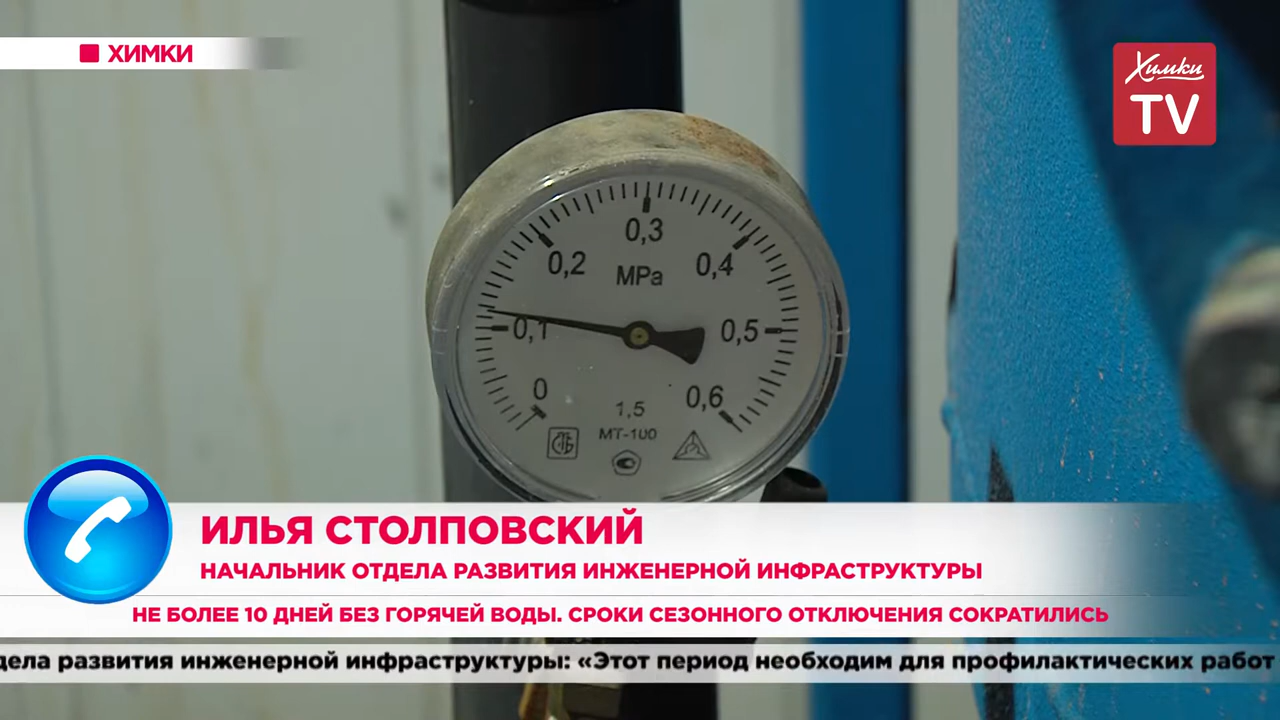 ХИМКИ
Химки
TV
0,3
0,2
0,4
MPa
0,1
0,5
0
0,6
1,5
МТ-100
ИЛЬЯ СТОЛПОВСКИЙ
НАЧАЛЬНИК ОТДЕЛА РАЗВИТИЯ ИНЖЕНЕРНОЙ ИНФРАСТРУКТУРЫ
НЕ БОЛЕЕ 10 ДНЕЙ БЕЗ ГОРЯЧЕЙ ВОДЫ. СРОКИ СЕЗОННОГО ОТКЛЮЧЕНИЯ СОКРАТИЛИСЬ
дела развития инженерной инфраструктуры: «Этот период необходим для профилактических работ